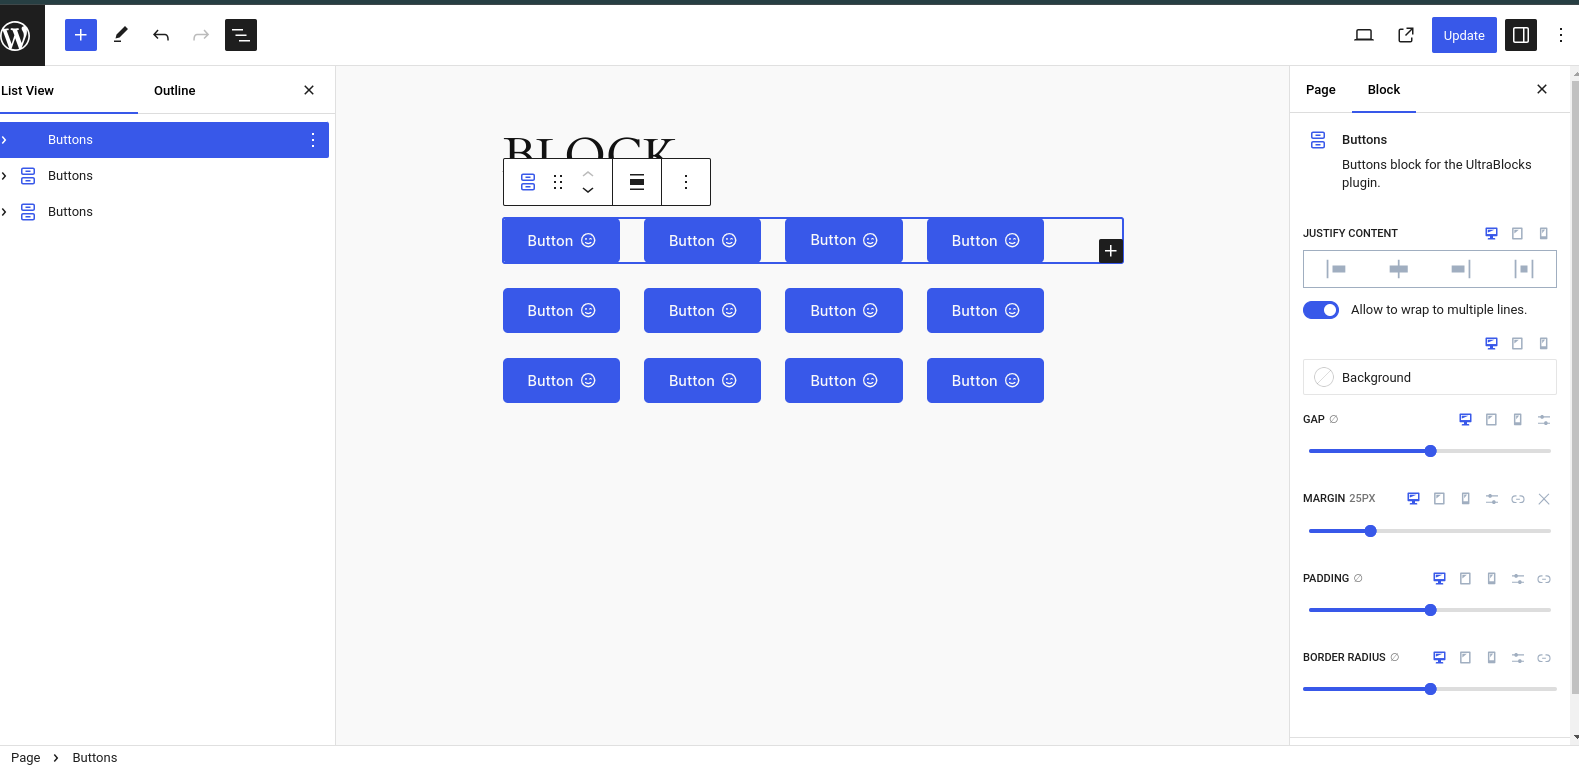 Update
List View
Outline
Page
Block
Buttons
Buttons
Buttons
BLOCK
Button
Button
Button
Button
Button
Button
Button
Button
Button
Button
Button
Button
Buttons
Buttons block for the UltraBlocks
plugin.
JUSTIFY CONTENT
Allow to wrap to multiple lines.
Background
GAP ∅
MARGIN 25PX
PADDING ∅
BORDER RADIUS ∅
Page
Buttons